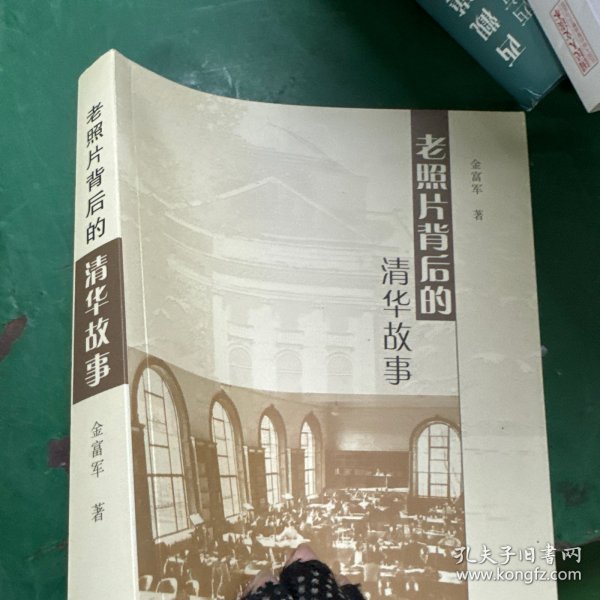 老照片背后的
清华故事
金富军 著
老照片背后的
清华故事
金富军 著
孔夫子旧书网
www.kongfz.com